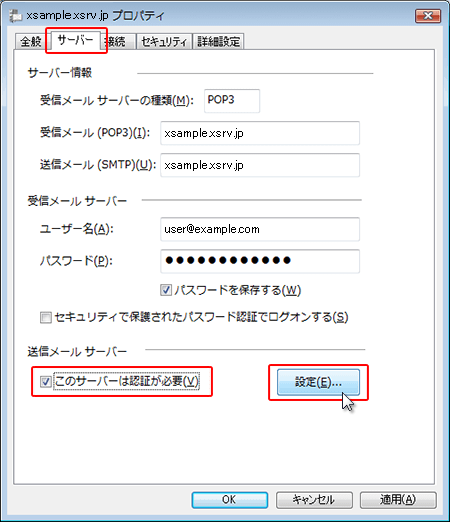 xsample.xsrv.jp プロパティ
全般 サーバー 接続 セキュリティ 詳細設定
サーバー情報
受信メール サーバーの種類(M): POP3
受信メール (POP3)(I): xsample.xsrv.jp
送信メール (SMTP)(U): xsample.xsrv.jp
受信メール サーバー
ユーザー名(A): user@example.com
パスワード(P): ●●●●●●●●●●●●
パスワードを保存する(W)
セキュリティで保護されたパスワード認証でログオンする(S)
送信メール サーバー
このサーバーは認証が必要(V) 設定(E)...
OK キャンセル 適用(A)